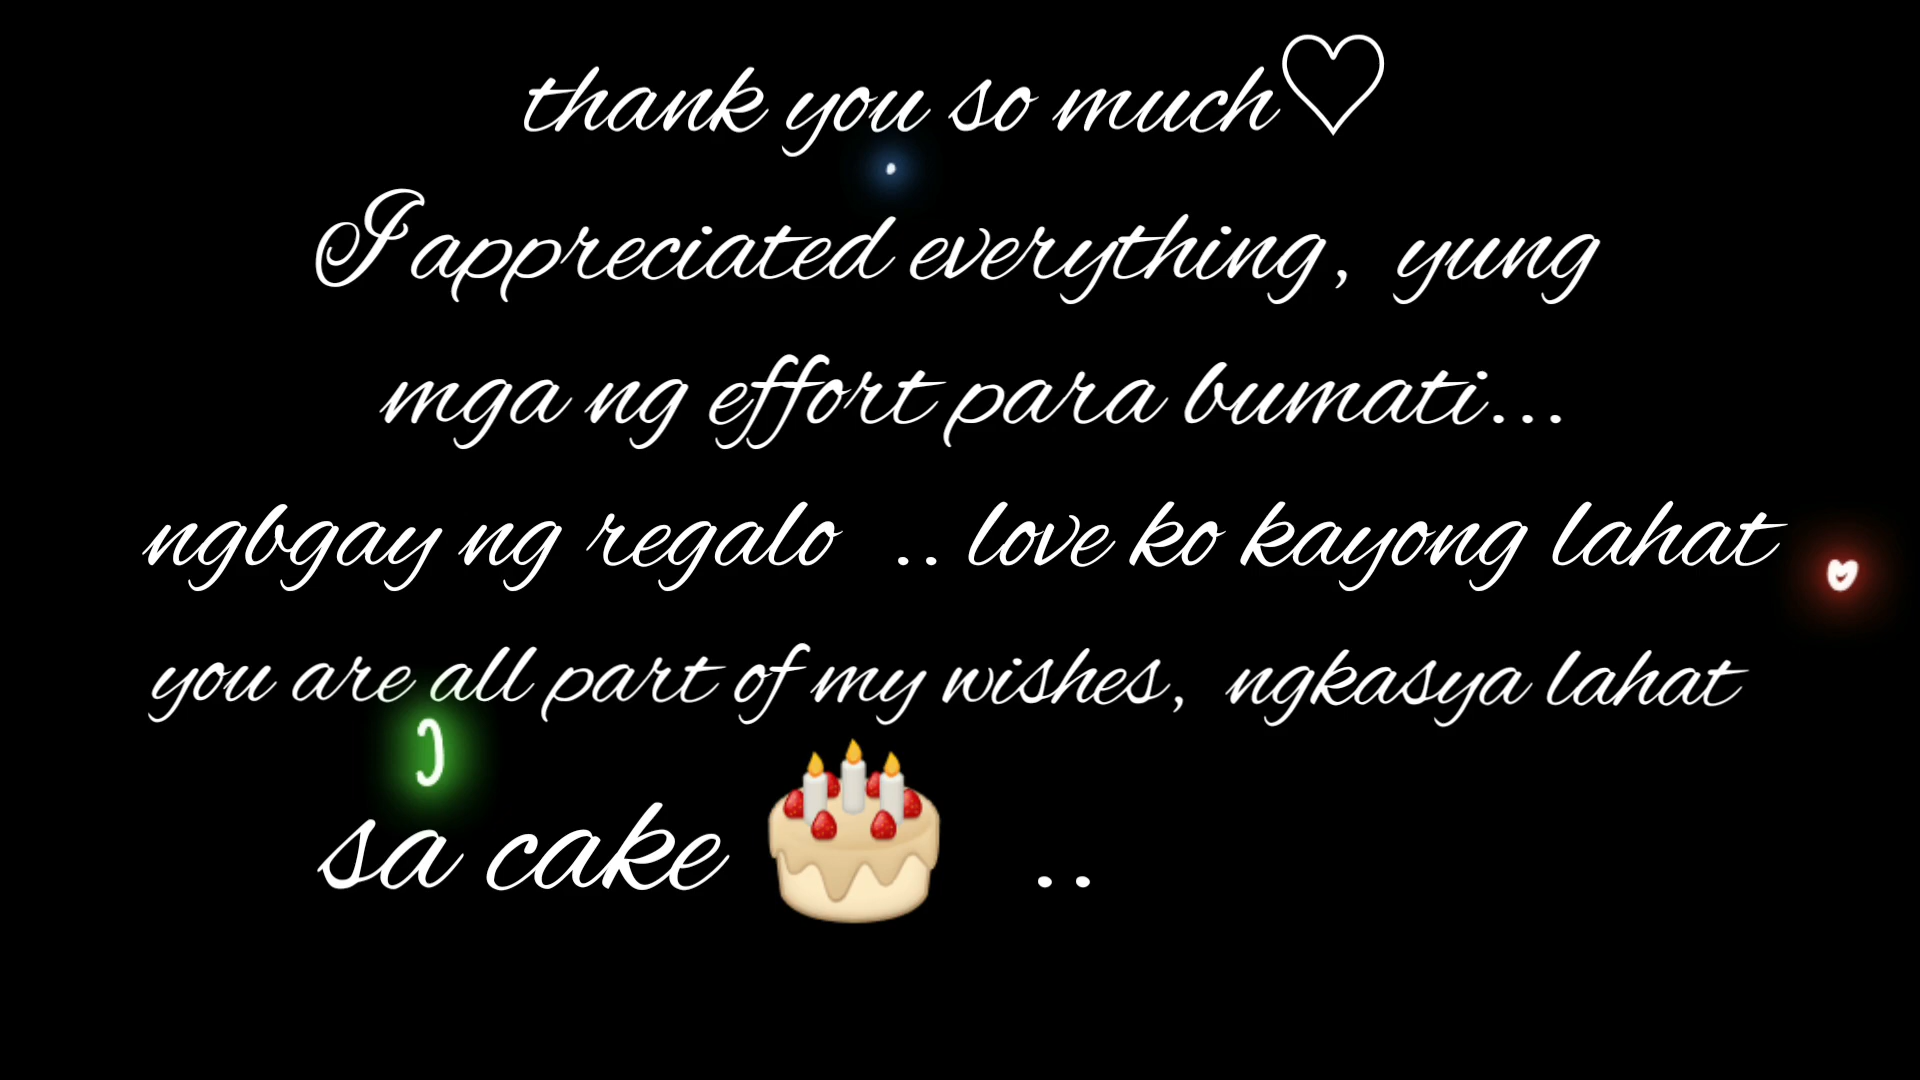 thank you so much♡
I appreciated everything, yung
mga ng effort para bumati...
ngbgay ng regalo .. love ko kayong lahat
you are all part of my wishes, ngkasya lahat
sa cake 🎂 ..